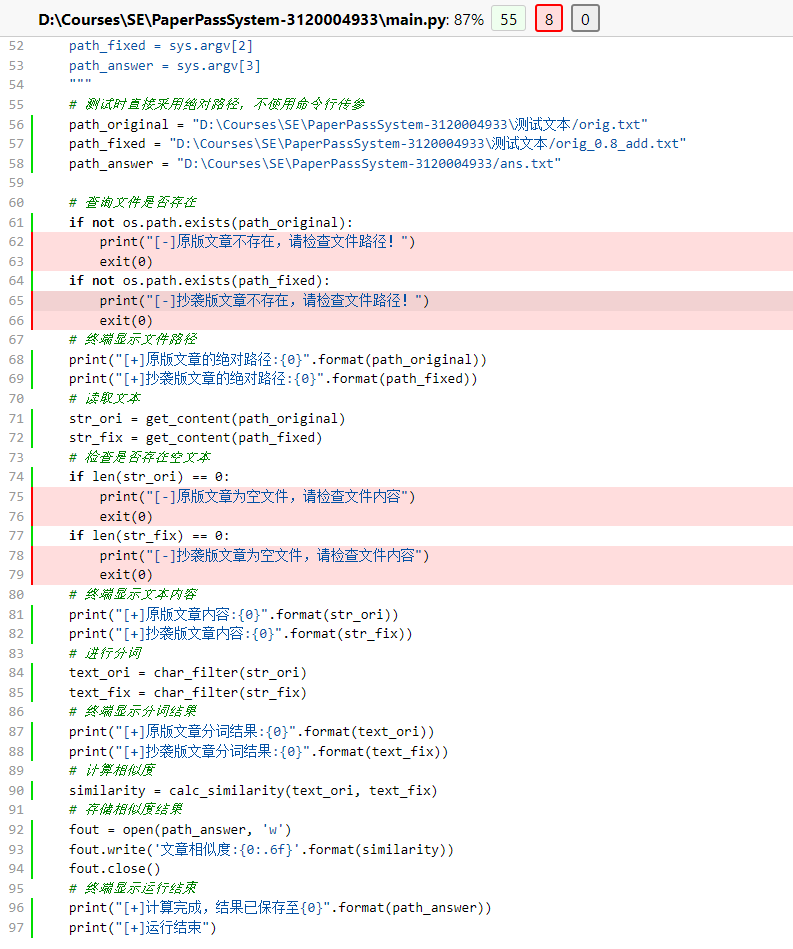 D:\Courses\SE\PaperPassSystem-3120004933\main.py: 87% 55 8 0
52 path_fixed = sys.argv[2]
53 path_answer = sys.argv[3]
54 """
55 # 测试时直接采用绝对路径，不使用命令行传参
56 path_original = "D:\Courses\SE\PaperPassSystem-3120004933\测试文本/orig.txt"
57 path_fixed = "D:\Courses\SE\PaperPassSystem-3120004933\测试文本/orig_0.8_add.txt"
58 path_answer = "D:\Courses\SE\PaperPassSystem-3120004933/ans.txt"
59
60 # 查询文件是否存在
61 if not os.path.exists(path_original):
62 print("[-]原版文章不存在，请检查文件路径！")
63 exit(0)
64 if not os.path.exists(path_fixed):
65 print("[-]抄袭版文章不存在，请检查文件路径！")
66 exit(0)
67 # 终端显示文件路径
68 print("[+]原版文章的绝对路径:{0}".format(path_original))
69 print("[+]抄袭版文章的绝对路径:{0}".format(path_fixed))
70 # 读取文本
71 str_ori = get_content(path_original)
72 str_fix = get_content(path_fixed)
73 # 检查是否存在空文本
74 if len(str_ori) == 0:
75 print("[-]原版文章为空文件，请检查文件内容")
76 exit(0)
77 if len(str_fix) == 0:
78 print("[-]抄袭版文章为空文件，请检查文件内容")
79 exit(0)
80 # 终端显示文本内容
81 print("[+]原版文章内容:{0}".format(str_ori))
82 print("[+]抄袭版文章内容:{0}".format(str_fix))
83 # 进行分词
84 text_ori = char_filter(str_ori)
85 text_fix = char_filter(str_fix)
86 # 终端显示分词结果
87 print("[+]原版文章分词结果:{0}".format(text_ori))
88 print("[+]抄袭版文章分词结果:{0}".format(text_fix))
89 # 计算相似度
90 similarity = calc_similarity(text_ori, text_fix)
91 # 存储相似度结果
92 fout = open(path_answer, 'w')
93 fout.write('文章相似度:{0:.6f}'.format(similarity))
94 fout.close()
95 # 终端显示运行结束
96 print("[+]计算完成，结果已保存至{0}".format(path_answer))
97 print("[+]运行结束")